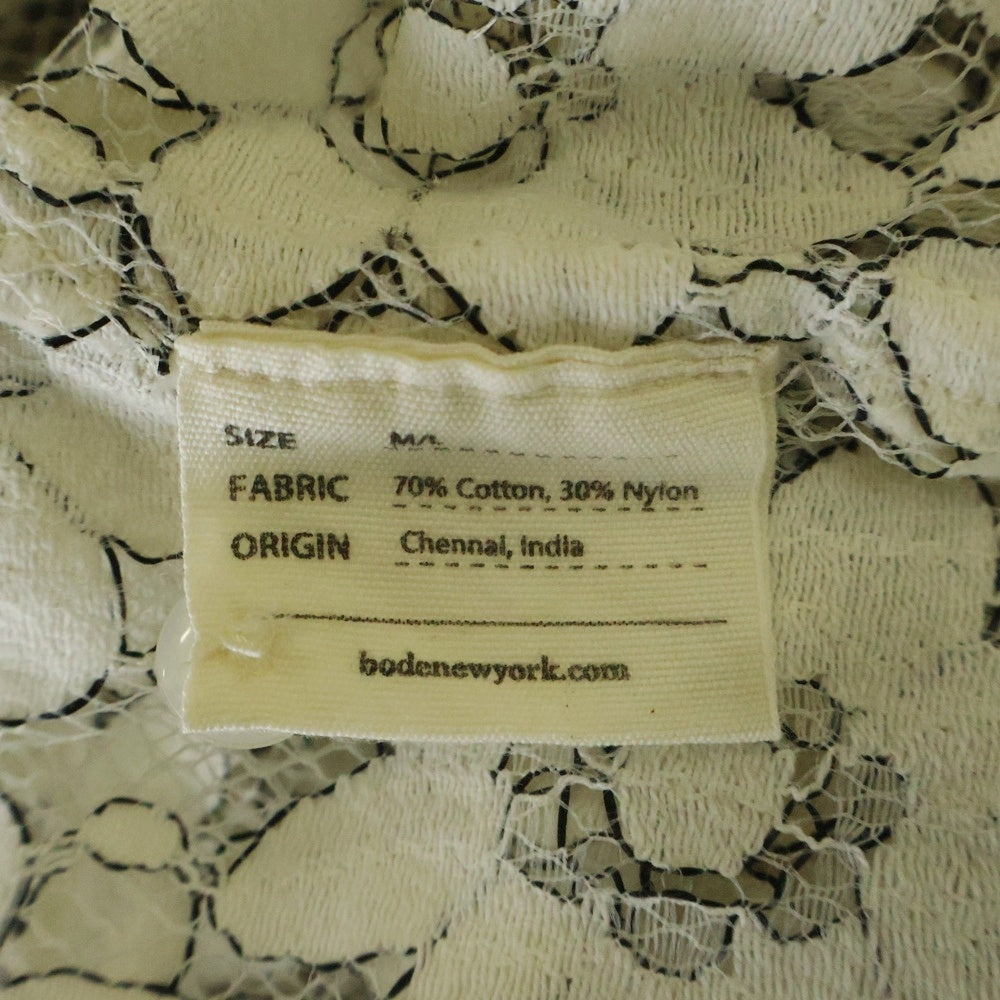 SIZE M/L
FABRIC 70% Cotton, 30% Nylon
ORIGIN Chennai, India
bodenewyork.com